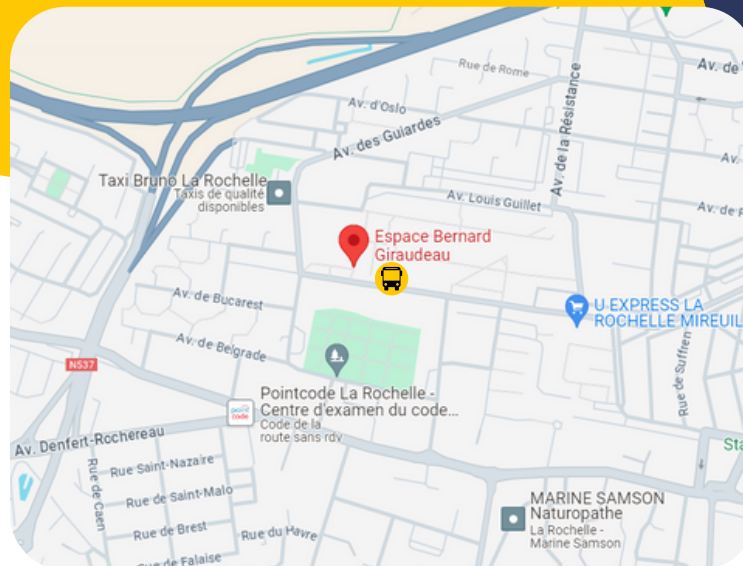 Rue de Rome
Av. de
Av. d'Oslo
Av. des Guiardes
Av. de la Résistance
Av.
Taxi Bruno La Rochelle
Taxis de qualité
disponibles
Av. Louis Guillet
Av. de
Espace Bernard
Giraudeau
Av. de Bucarest
U EXPRESS LA
ROCHELLE MIREUIL
Av. de Belgrade
N537
Rue de Suffren
Pointcode La Rochelle -
Centre d'examen du code...
Code de la
route sans rdv
point
code
Av. Denfert-Rochereau
Sta
Rue Saint-Nazaire
Rue de Caen
Rue de Saint-Malo
MARINE SAMSON
Naturopathe
La Rochelle -
Marine Samson
Rue de Brest
Rue du Havre
Rue de Falaise